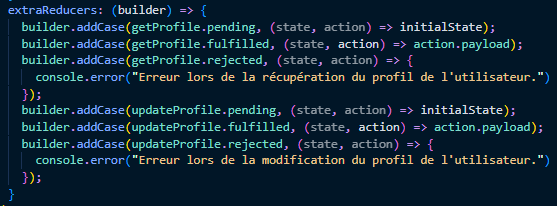 extraReducers: (builder) => {
builder.addCase(getProfile.pending, (state, action) => initialState);
builder.addCase(getProfile.fulfilled, (state, action) => action.payload);
builder.addCase(getProfile.rejected, (state, action) => {
console.error("Erreur lors de la récupération du profil de l'utilisateur.")
});
builder.addCase(updateProfile.pending, (state, action) => initialState);
builder.addCase(updateProfile.fulfilled, (state, action) => action.payload);
builder.addCase(updateProfile.rejected, (state, action) => {
console.error("Erreur lors de la modification du profil de l'utilisateur.")
});
}